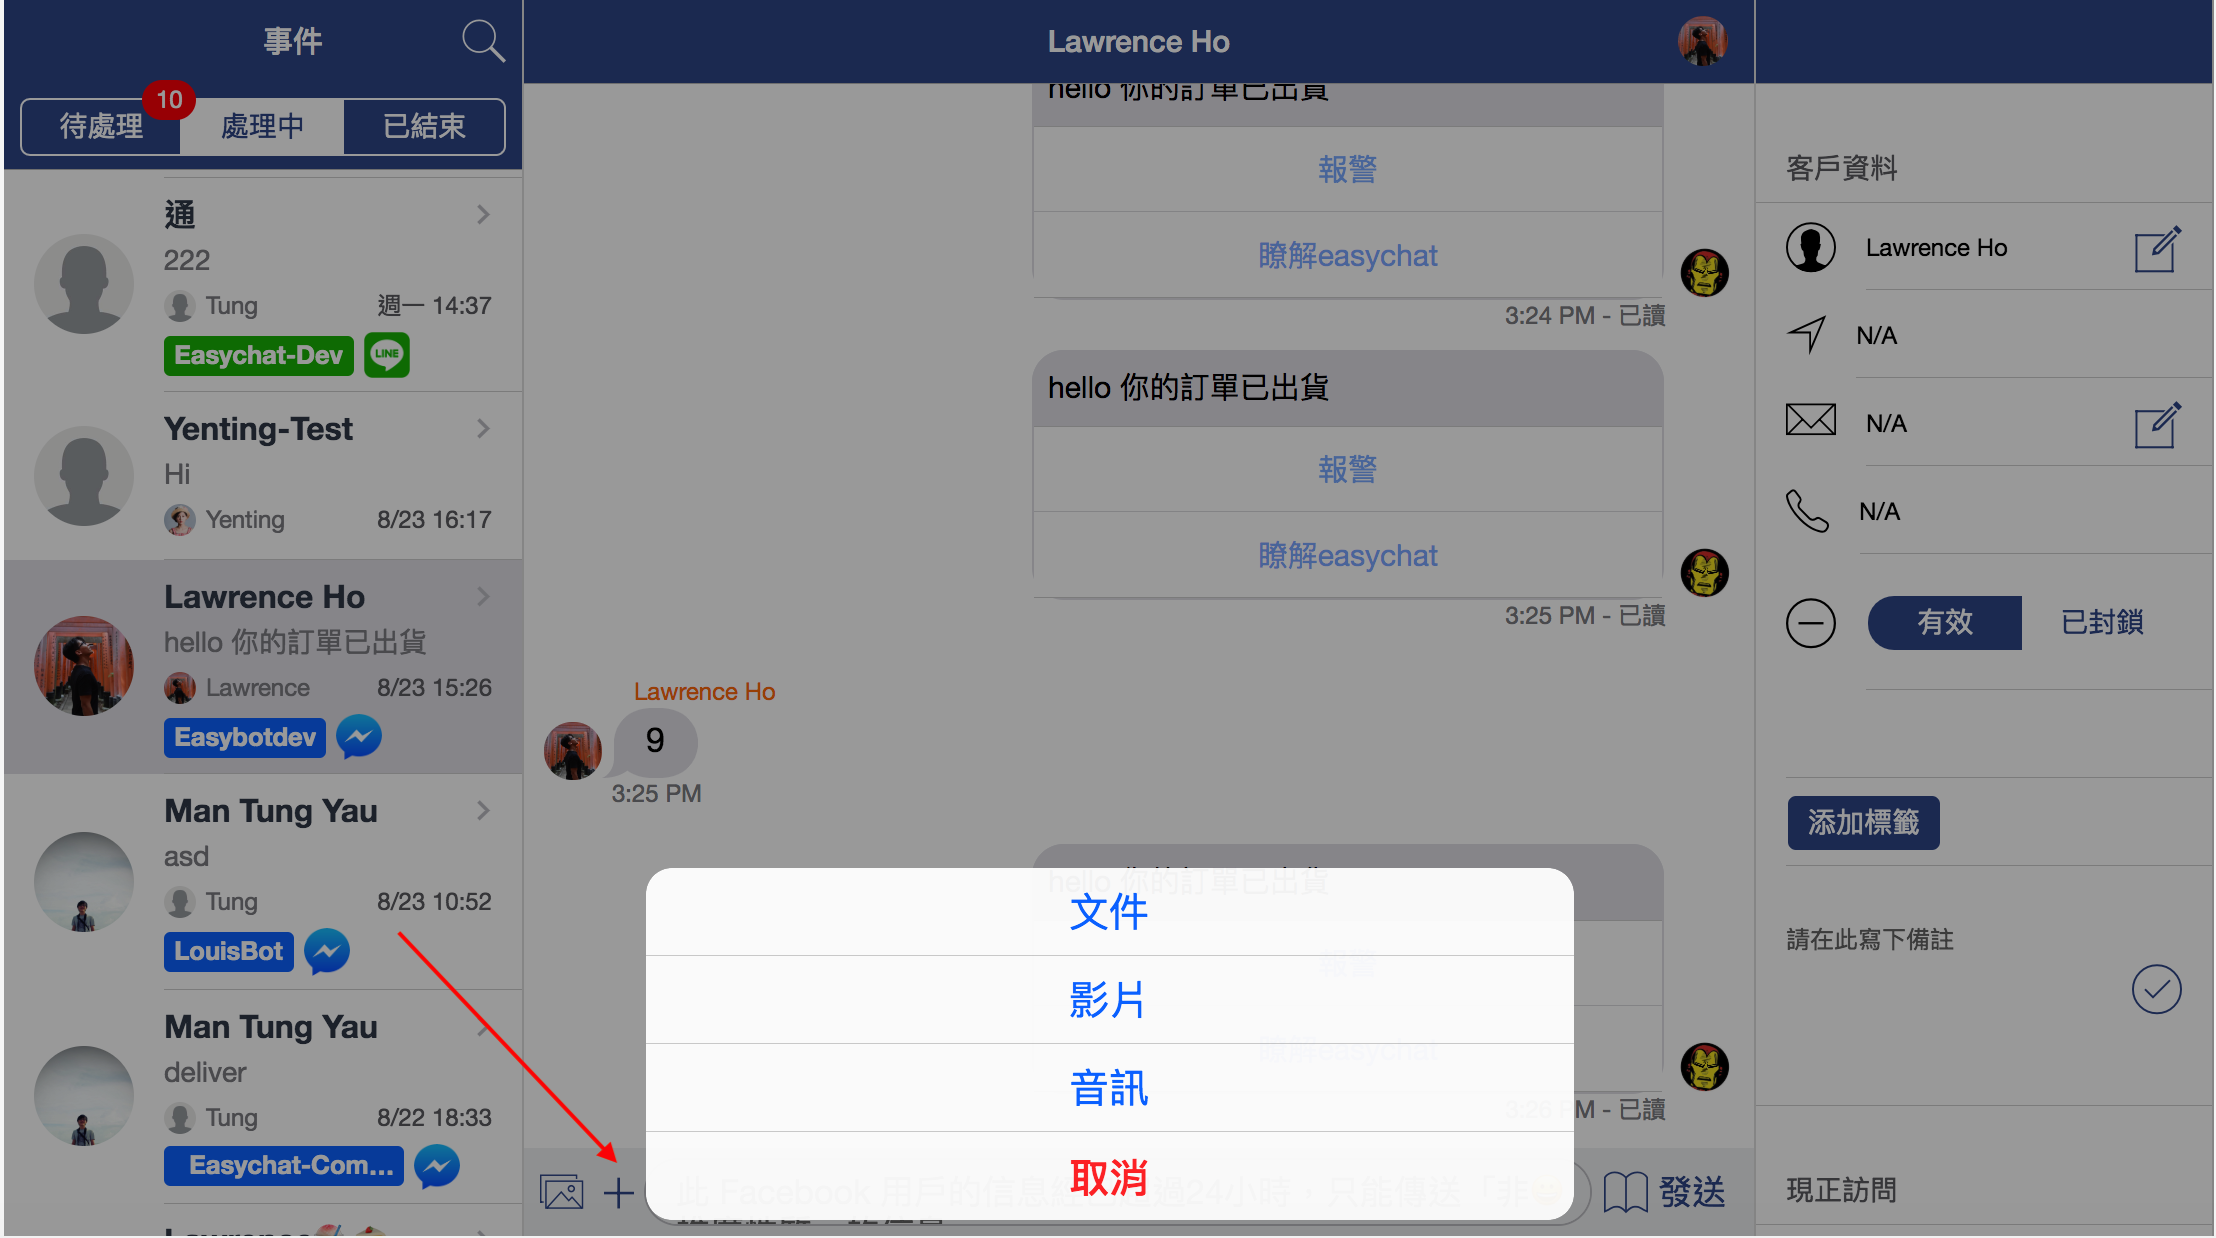 事件
待處理
10
處理中
已結束
通
222
Tung
週一 14:37
Easychat-Dev
LINE
Yenting-Test
Hi
Yenting
8/23 16:17
Lawrence Ho
hello 你的訂單已出貨
Lawrence
8/23 15:26
Easybotdev
Man Tung Yau
asd
Tung
8/23 10:52
LouisBot
Man Tung Yau
deliver
Tung
8/22 18:33
Easychat-Com...
Lawrence
Lawrence Ho
hello 你的訂單已出貨
報警
瞭解easychat
3:24 PM - 已讀
hello 你的訂單已出貨
報警
瞭解easychat
3:25 PM - 已讀
Lawrence Ho
9
3:25 PM
hello 你的訂單已出貨
文件
報警
影片
瞭解easychat
音訊
3:26 PM - 已讀
取消
此 Facebook 用戶的信息 過24小時，只能傳送「非
發送
客戶資料
Lawrence Ho
N/A
N/A
N/A
有效
已封鎖
添加標籤
請在此寫下備註
現正訪問